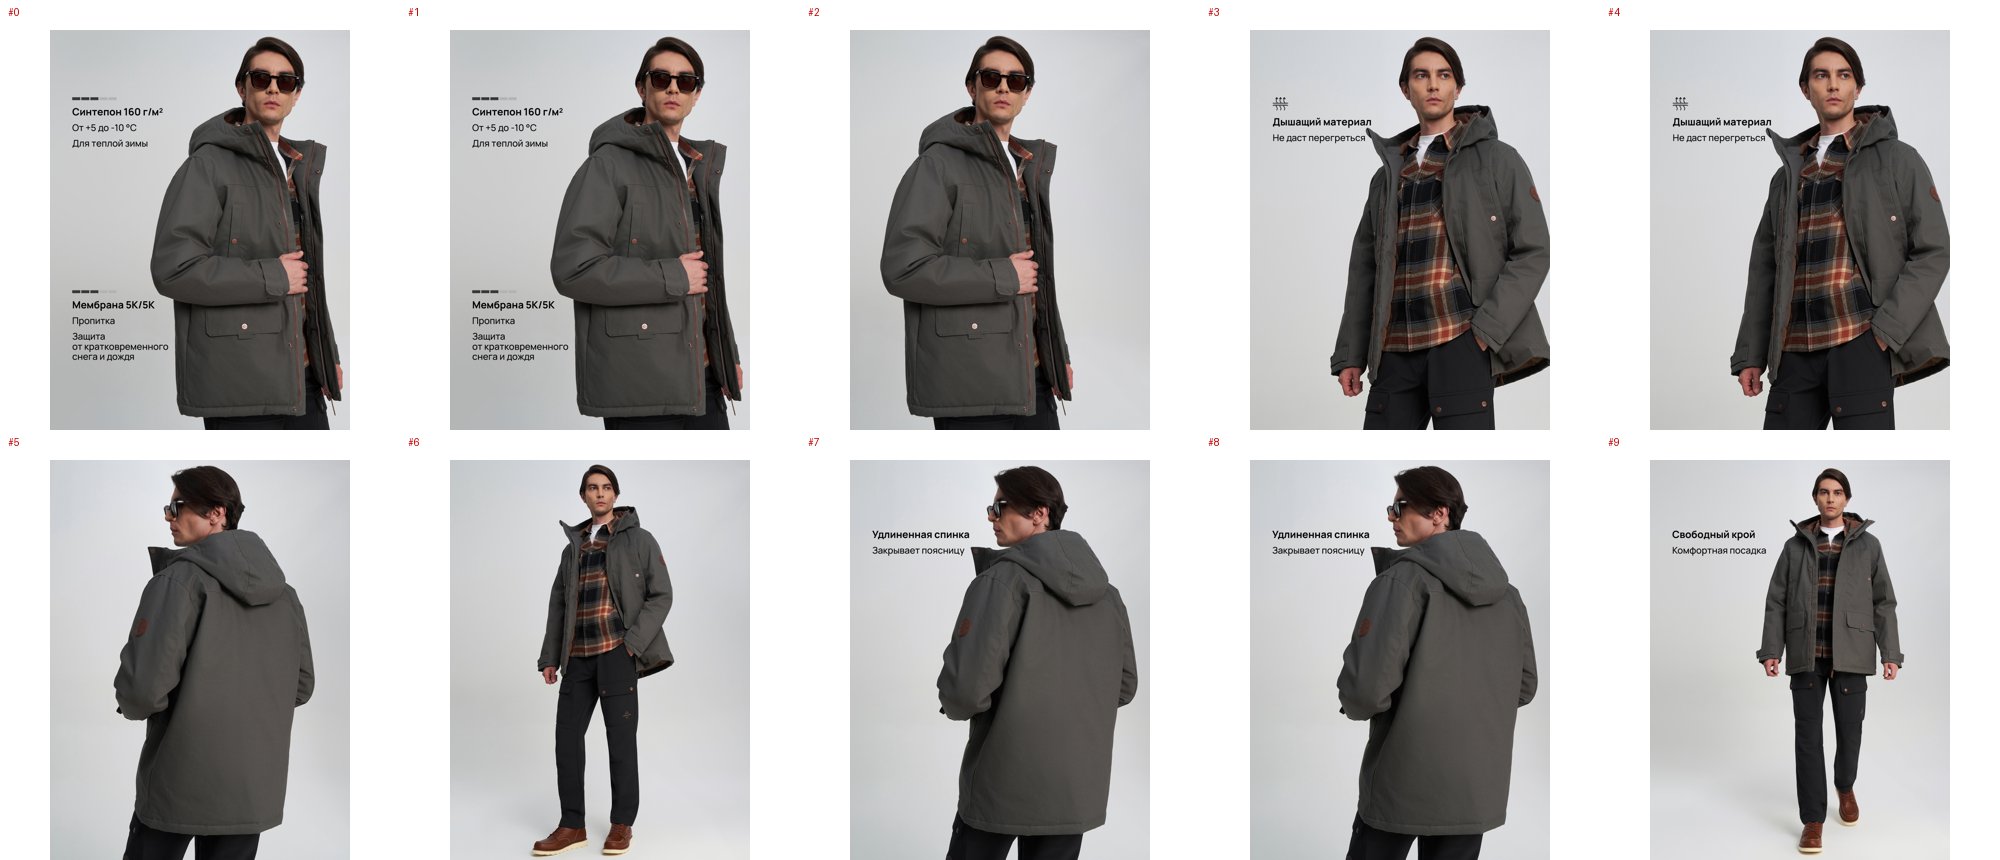 #0
#1
#2
#3
#4
Синтепон 160 г/м²
От +5 до -10 °C
Для теплой зимы
Мембрана 5K/5K
Пропитка
Защита
от кратковременного
снега и дождя
Синтепон 160 г/м²
От +5 до -10 °C
Для теплой зимы
Мембрана 5K/5K
Пропитка
Защита
от кратковременного
снега и дождя
Дышащий материал
Не даст перегреться
Дышащий материал
Не даст перегреться
#5
#6
#7
#8
#9
Удлиненная спинка
Закрывает поясницу
Удлиненная спинка
Закрывает поясницу
Свободный крой
Комфортная посадка